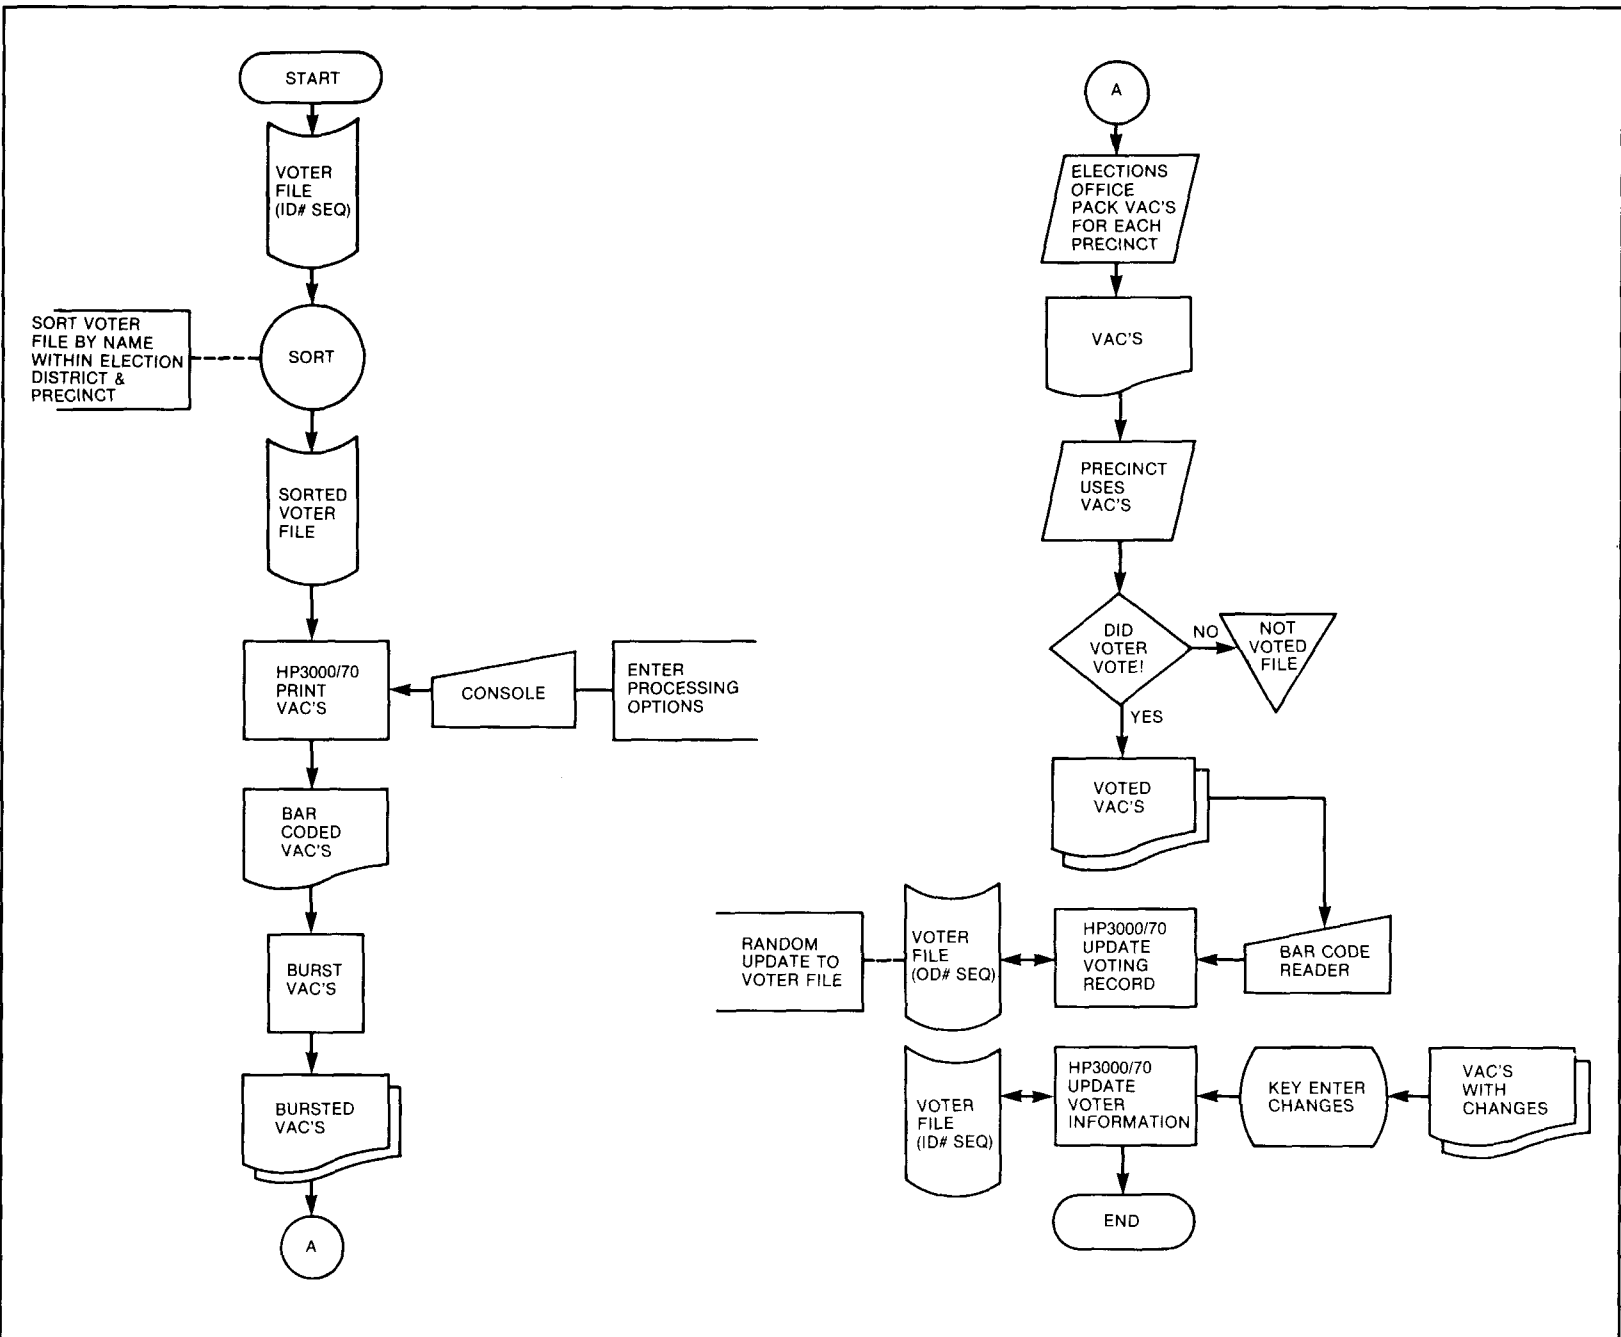 START
VOTER
FILE
(ID# SEQ)
SORT VOTER
FILE BY NAME
WITHIN ELECTION
DISTRICT &
PRECINCT
SORT
SORTED
VOTER
FILE
HP3000/70
PRINT
VAC'S
CONSOLE
ENTER
PROCESSING
OPTIONS
BAR
CODED
VAC'S
BURST
VAC'S
BURSTED
VAC'S
A
A
ELECTIONS
OFFICE
PACK VAC'S
FOR EACH
PRECINCT
VAC'S
PRECINCT
USES
VAC'S
DID
VOTER
VOTE!
NO
NOT
VOTED
FILE
YES
VOTED
VAC'S
RANDOM
UPDATE TO
VOTER FILE
VOTER
FILE
(OD# SEQ)
HP3000/70
UPDATE
VOTING
RECORD
BAR CODE
READER
VOTER
FILE
(ID# SEQ)
HP3000/70
UPDATE
VOTER
INFORMATION
KEY ENTER
CHANGES
VAC'S
WITH
CHANGES
END